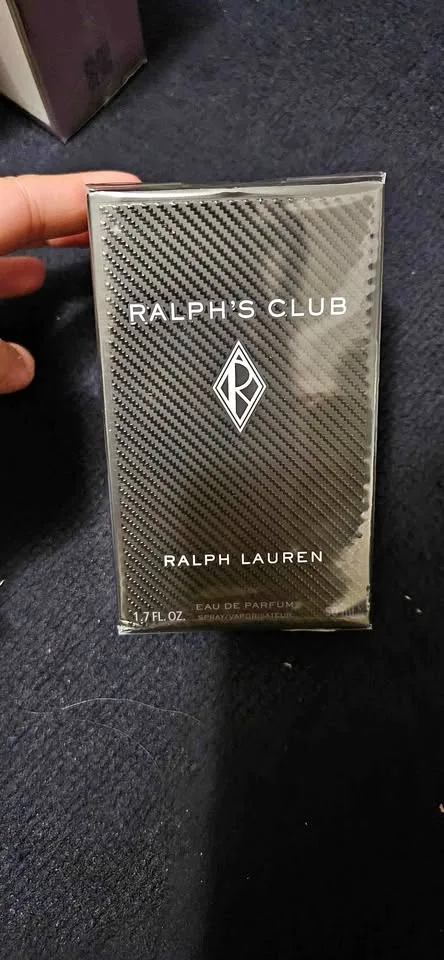 RALPH'S CLUB
R
RALPH LAUREN
EAU DE PARFUM
1.7 FL. OZ. SPRAY/VAPORISATEUR